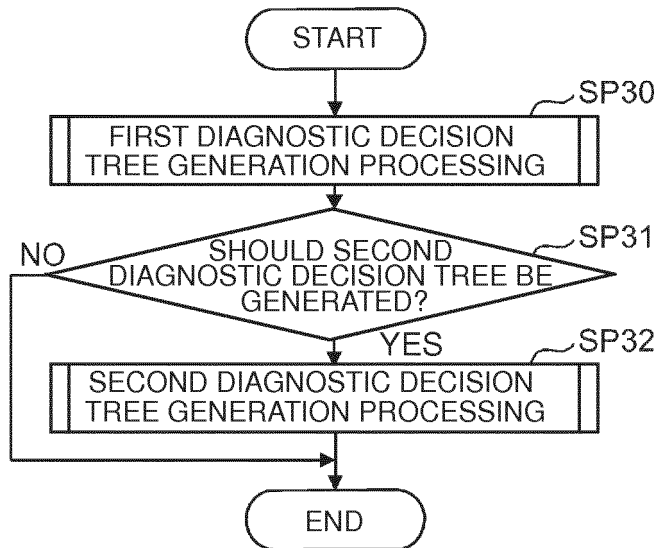 START
SP30
FIRST DIAGNOSTIC DECISION
TREE GENERATION PROCESSING
SP31
NO
SHOULD SECOND
DIAGNOSTIC DECISION TREE BE
GENERATED?
YES
SP32
SECOND DIAGNOSTIC DECISION
TREE GENERATION PROCESSING
END